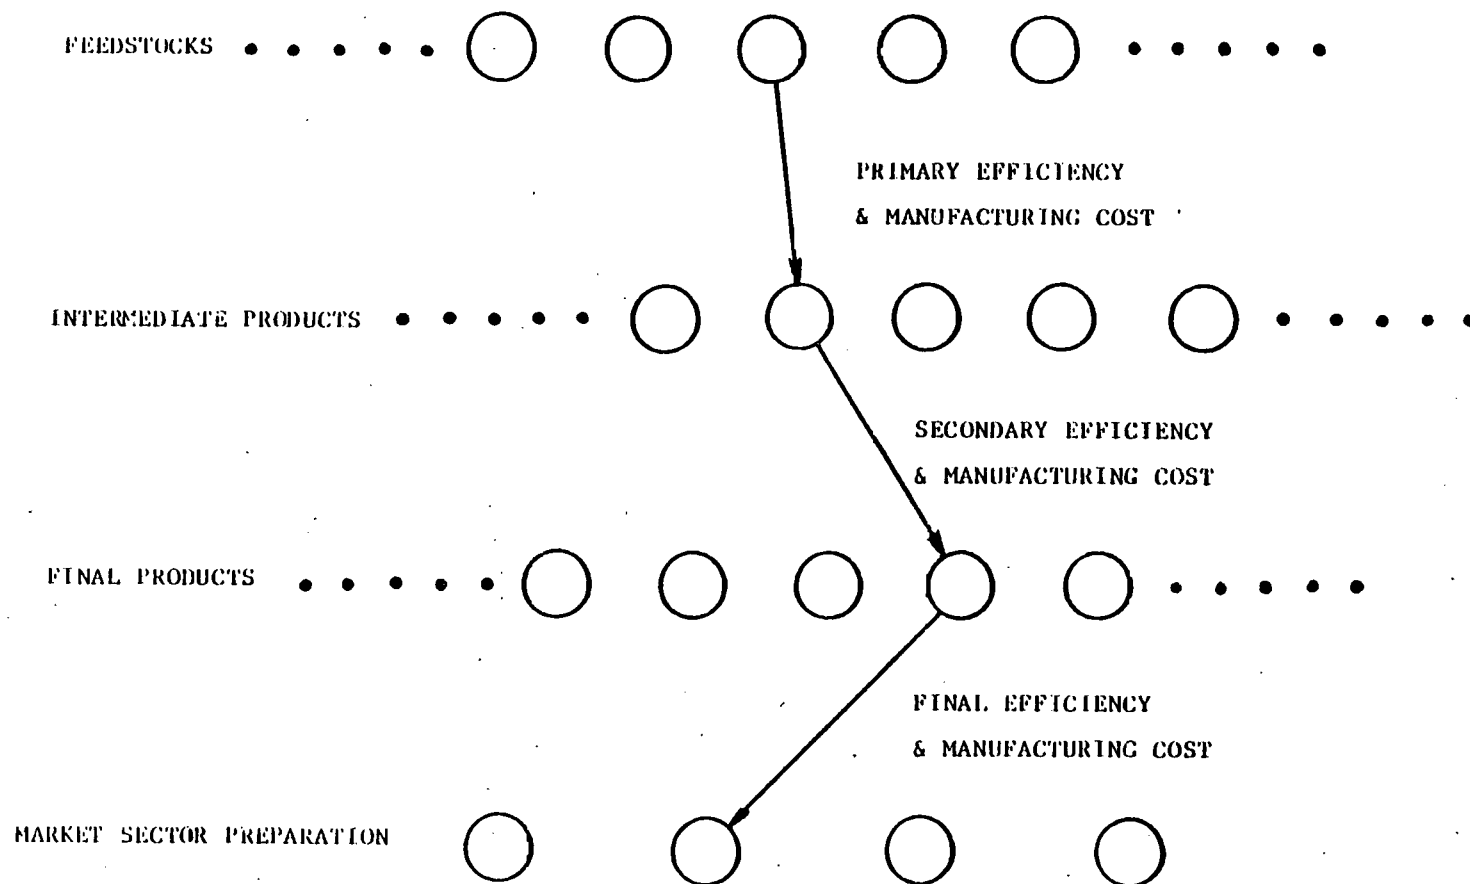 FEEDSTOCKS
PRIMARY EFFICIENCY
& MANUFACTURING COST
INTERMEDIATE PRODUCTS
SECONDARY EFFICIENCY
& MANUFACTURING COST
FINAL PRODUCTS
FINAL EFFICIENCY
& MANUFACTURING COST
MARKET SECTOR PREPARATION